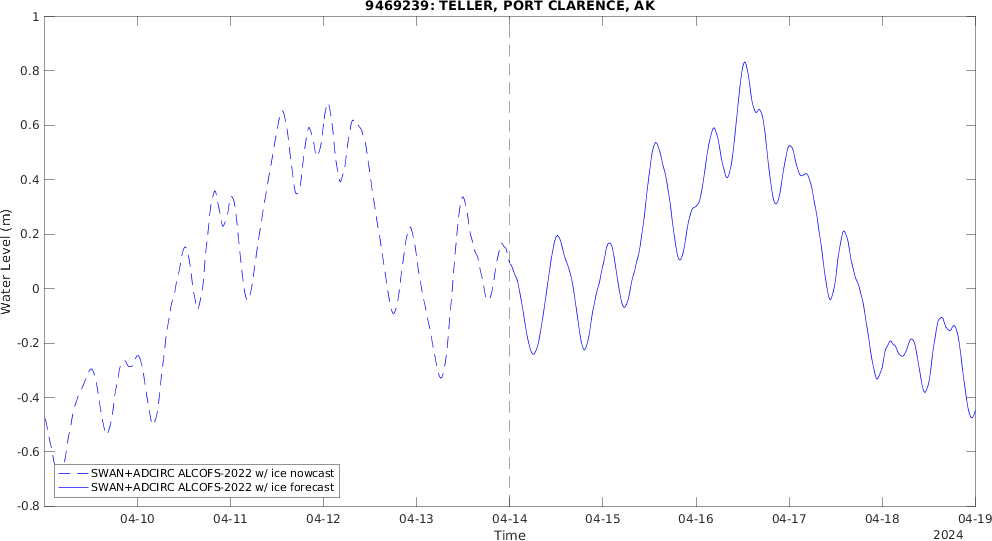 9469239: TELLER, PORT CLARENCE, AK
1
0.8
0.6
0.4
0.2
0
-0.2
-0.4
-0.6
-0.8
Water Level (m)
SWAN+ADCIRC ALCOFS-2022 w/ ice nowcast
SWAN+ADCIRC ALCOFS-2022 w/ ice forecast
04-10 04-11 04-12 04-13 04-14 04-15 04-16 04-17 04-18 04-19
Time
2024